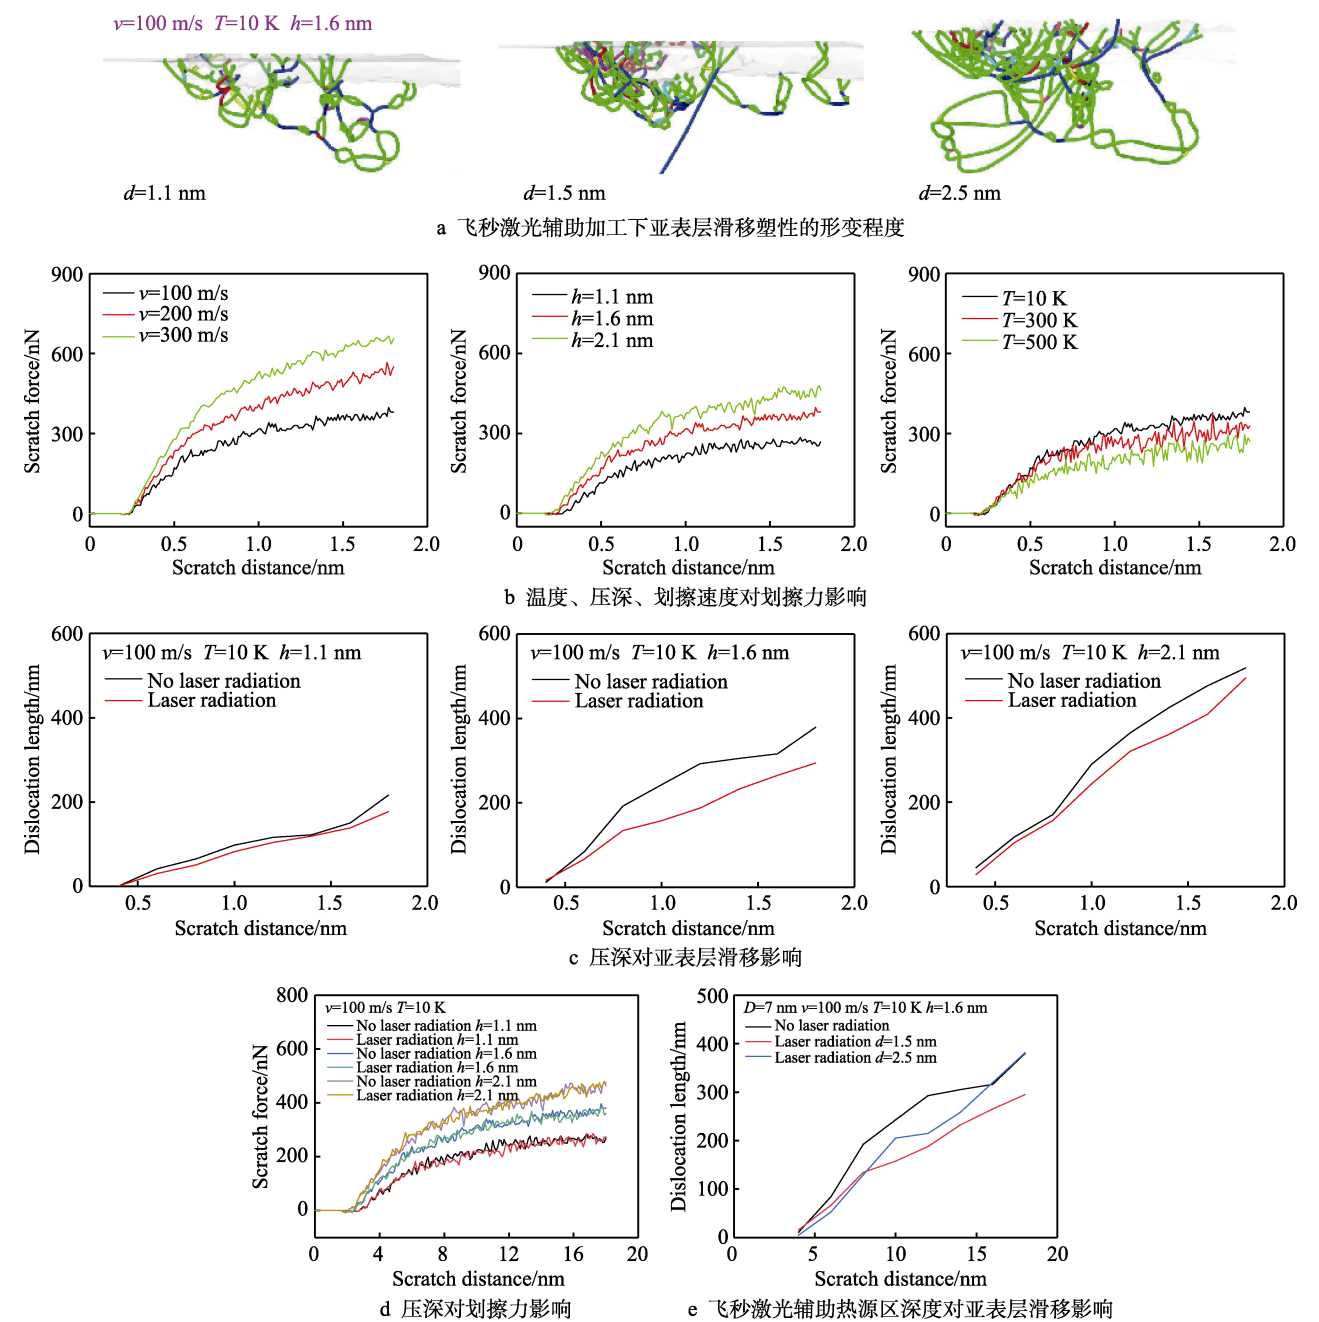 v=100 m/s T=10 K h=1.6 nm
d=1.1 nm
d=1.5 nm
d=2.5 nm
a 飞秒激光辅助加工下亚表层滑移塑性的形变程度
900
600
300
0
Scratch force/nN
v=100 m/s
v=200 m/s
v=300 m/s
0 0.5 1.0 1.5 2.0
Scratch distance/nm
900
600
300
0
Scratch force/nN
h=1.1 nm
h=1.6 nm
h=2.1 nm
0 0.5 1.0 1.5 2.0
Scratch distance/nm
900
600
300
0
Scratch force/nN
T=10 K
T=300 K
T=500 K
0 0.5 1.0 1.5 2.0
Scratch distance/nm
b 温度、压深、划擦速度对划擦力影响
600
400
200
0
Dislocation length/nm
v=100 m/s T=10 K h=1.1 nm
No laser radiation
Laser radiation
0.5 1.0 1.5 2.0
Scratch distance/nm
600
400
200
0
Dislocation length/nm
v=100 m/s T=10 K h=1.6 nm
No laser radiation
Laser radiation
0.5 1.0 1.5 2.0
Scratch distance/nm
600
400
200
0
Dislocation length/nm
v=100 m/s T=10 K h=2.1 nm
No laser radiation
Laser radiation
0.5 1.0 1.5 2.0
Scratch distance/nm
c 压深对亚表层滑移影响
800
600
400
200
0
Scratch force/nN
v=100 m/s T=10 K
No laser radiation h=1.1 nm
Laser radiation h=1.1 nm
No laser radiation h=1.6 nm
Laser radiation h=1.6 nm
No laser radiation h=2.1 nm
Laser radiation h=2.1 nm
0 4 8 12 16 20
Scratch distance/nm
d 压深对划擦力影响
500
400
300
200
100
0
Dislocation length/nm
D=7 nm v=100 m/s T=10 K h=1.6 nm
No laser radiation
Laser radiation d=1.5 nm
Laser radiation d=2.5 nm
0 5 10 15 20
Scratch distance/nm
e 飞秒激光辅助热源区深度对亚表层滑移影响